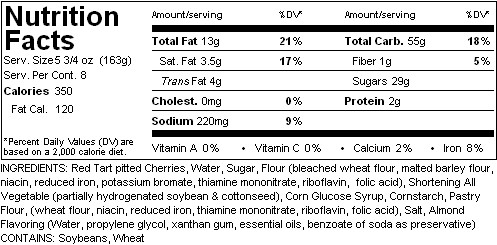 Nutrition
Facts
Serv. Size5 3/4 oz (163g)
Serv. Per Cont. 8
Calories 350
Fat Cal. 120
*Percent Daily Values (DV) are
based on a 2,000 calorie diet.
Amount/serving %DV* Amount/serving %DV*
Total Fat 13g 21% Total Carb. 55g 18%
Sat. Fat 3.5g 17% Fiber 1g 5%
Trans Fat 4g Sugars 29g
Cholest. 0mg 0% Protein 2g
Sodium 220mg 9%
Vitamin A 0% • Vitamin C 0% • Calcium 2% • Iron 8%
INGREDIENTS: Red Tart pitted Cherries, Water, Sugar, Flour (bleached wheat flour, malted barley flour,
niacin, reduced iron, potassium bromate, thiamine mononitrate, riboflavin, folic acid), Shortening All
Vegetable (partially hydrogenated soybean & cottonseed), Corn Glucose Syrup, Cornstarch, Pastry
Flour, (wheat flour, niacin, reduced iron, thiamine mononitrate, riboflavin, folic acid), Salt, Almond
Flavoring (Water, propylene glycol, xanthan gum, essential oils, benzoate of soda as preservative)
CONTAINS: Soybeans, Wheat